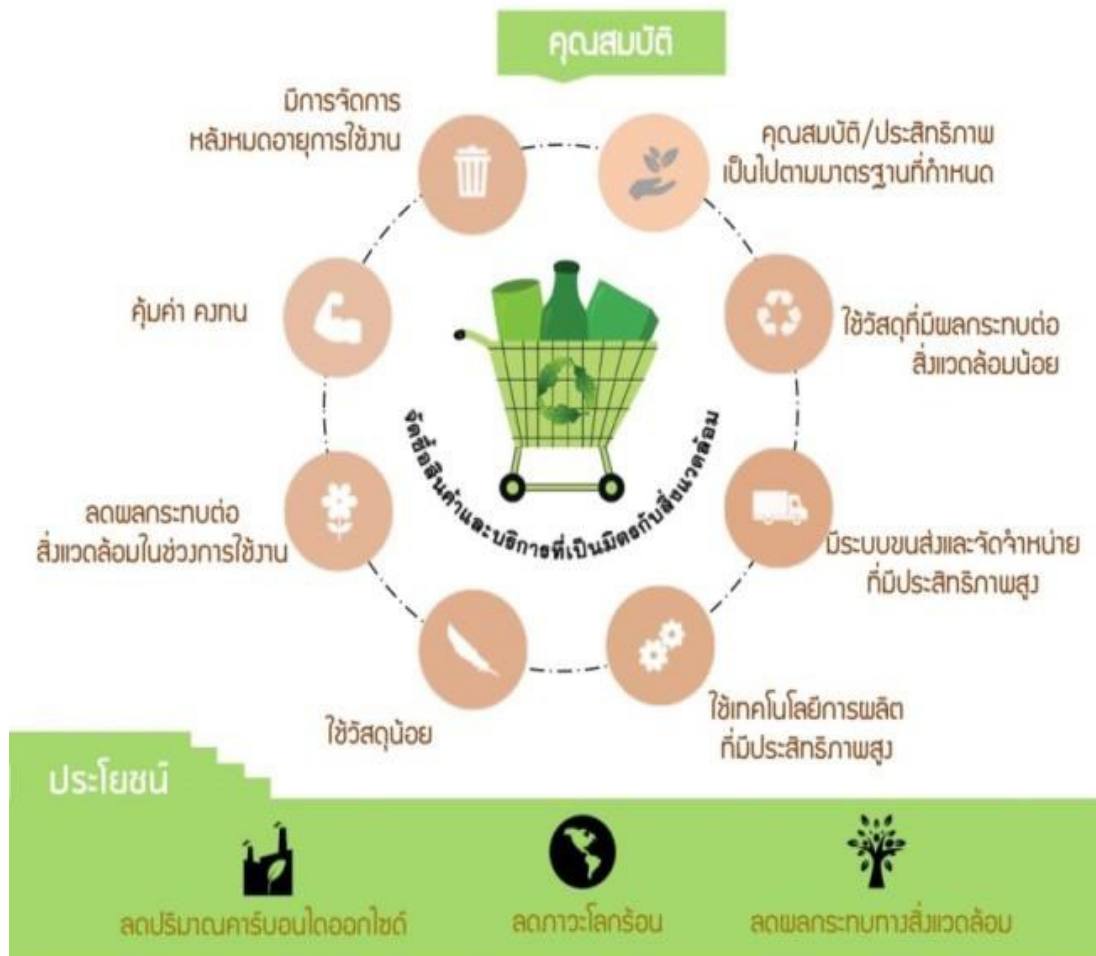 คุณสมบัติ
มีการจัดการ
หลังหมดอายุการใช้งาน
คุณสมบัติ/ประสิทธิภาพ
เป็นไปตามมาตรฐานที่กำหนด
คุ้มค่า คงทน
ใช้วัสดุที่มีผลกระทบต่อ
สิ่งแวดล้อมน้อย
จัดซื้อสินค้าและบริการที่เป็นมิตรกับสิ่งแวดล้อม
ลดผลกระทบต่อ
สิ่งแวดล้อมในช่วงการใช้งาน
มีระบบขนส่งและจัดจำหน่าย
ที่มีประสิทธิภาพสูง
ใช้วัสดุน้อย
ใช้เทคโนโลยีการผลิต
ที่มีประสิทธิภาพสูง
ประโยชน์
ลดปริมาณคาร์บอนไดออกไซด์
ลดภาวะโลกร้อน
ลดผลกระทบทางสิ่งแวดล้อม